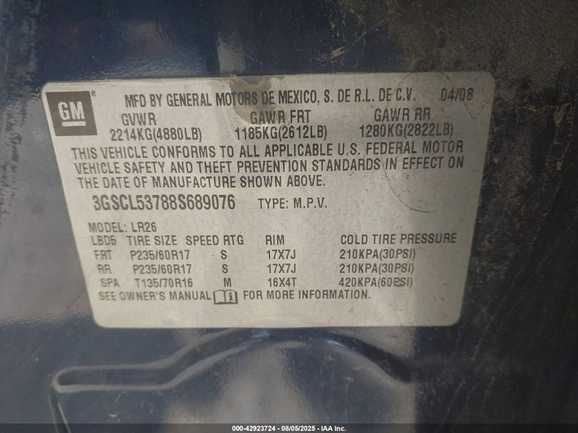 GM ®
MFD BY GENERAL MOTORS DE MEXICO, S. DE R.L. DE C.V. 04/08
GVWR GAWR FRT GAWR RR
2214KG(4880LB) 1185KG(2612LB) 1280KG(2822LB)
THIS VEHICLE CONFORMS TO ALL APPLICABLE U.S. FEDERAL MOTOR
VEHICLE SAFETY AND THEFT PREVENTION STANDARDS IN EFFECT ON
THE DATE OF MANUFACTURE SHOWN ABOVE.
3GSCL53788S689076 TYPE: M.P.V.
MODEL: LR26
LBD5 TIRE SIZE SPEED RTG RIM COLD TIRE PRESSURE
FRT P235/60R17 S 17X7J 210KPA(30PSI)
RR P235/60R17 S 17X7J 210KPA(30PSI)
SPA T135/70R16 M 16X4T 420KPA(60PSI)
SEE OWNER'S MANUAL FOR MORE INFORMATION.
000-42923724 - 08/05/2025 - IAA Inc.